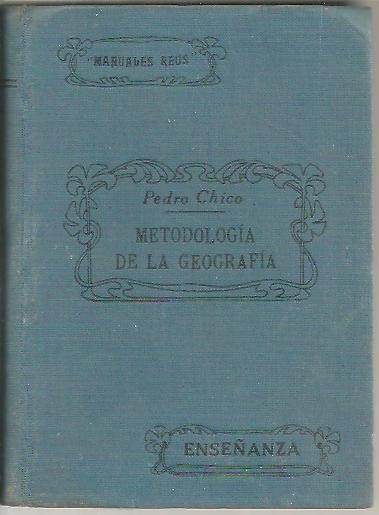 "MANUALES REUS"
Pedro Chico
METODOLOGÍA
DE LA GEOGRAFÍA
ENSEÑANZA